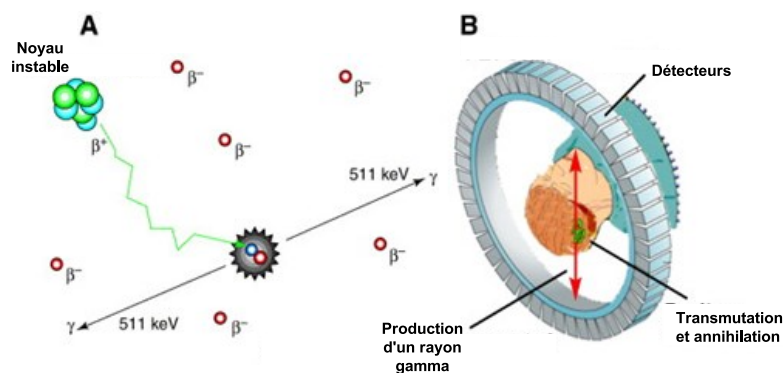 A
Noyau
instable
β⁻
β⁻
β⁺
β⁻
511 keV
γ
β⁻
β⁻
γ
511 keV
β⁻
B
Détecteurs
Production
d'un rayon
gamma
Transmutation
et annihilation